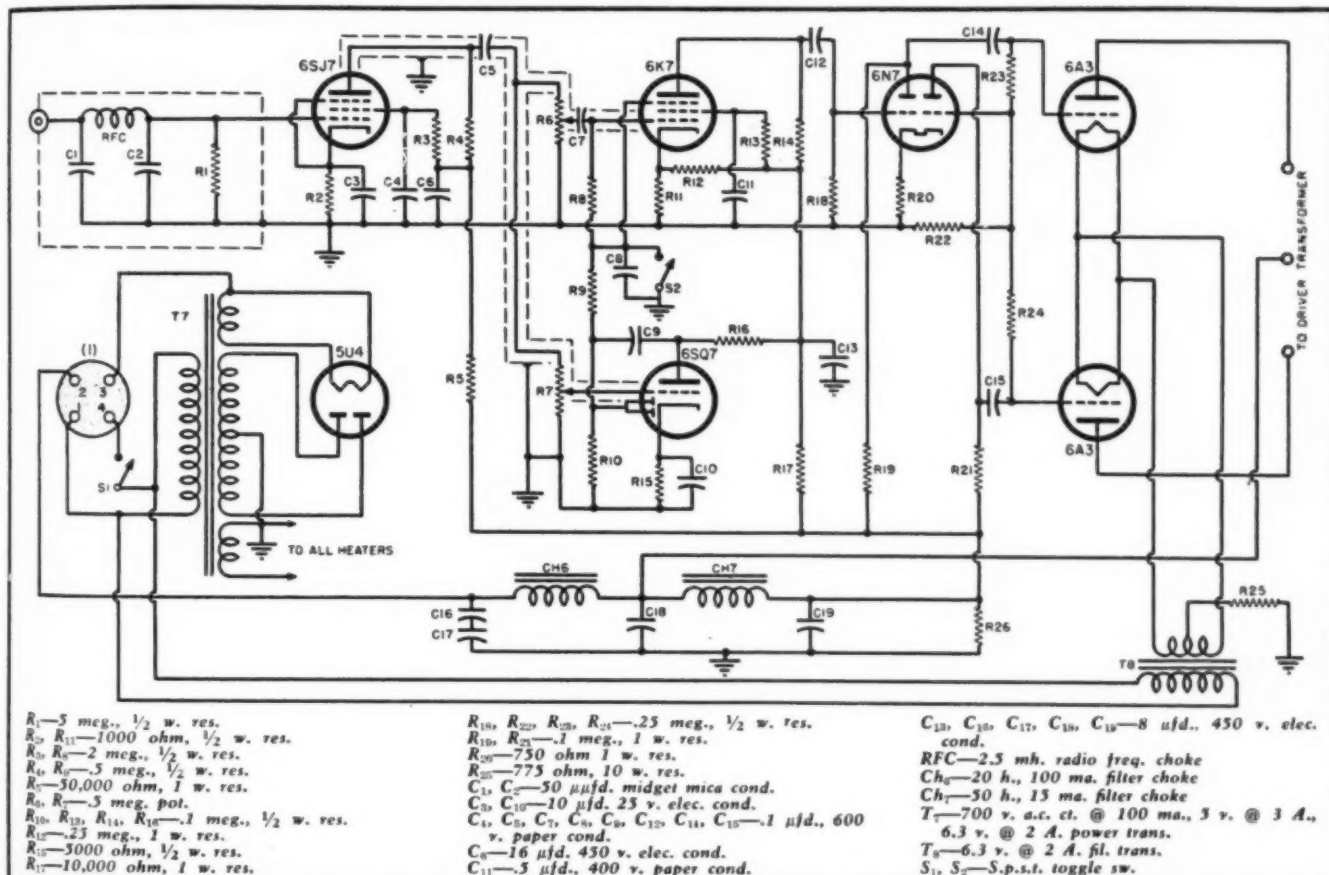 C14
6SJ7
C5
6K7
C12
6N7
R23
6A3
RFC
C1
C2
R1
R3
R4
R6
C7
R13
R14
R2
C3
C4
C6
R8
R12
R11
C11
R18
R20
R22
TO DRIVER TRANSFORMER
C8
S2
R9
T7
(1)
2
3
1
4
5U4
C9
R16
6SQ7
C13
R24
R5
R7
C15
R10
R15
C10
R17
R19
R21
6A3
S1
TO ALL HEATERS
CH6
CH7
C16
C17
C18
C19
R26
R25
T8
R₁—5 meg., ½ w. res.
R₂, R₁₁—1000 ohm, ½ w. res.
R₃, R₈—2 meg., ½ w. res.
R₄, R₉—.5 meg., ½ w. res.
R₅—50,000 ohm, 1 w. res.
R₆, R₇—.5 meg. pot.
R₁₀, R₁₃, R₁₄, R₁₆—.1 meg., ½ w. res.
R₁₂—.25 meg., 1 w. res.
R₁₅—5000 ohm, ½ w. res.
R₁₇—10,000 ohm, 1 w. res.
R₁₈, R₂₂, R₂₃, R₂₄—.25 meg., ½ w. res.
R₁₉, R₂₁—.1 meg., 1 w. res.
R₂₀—750 ohm 1 w. res.
R₂₅—775 ohm, 10 w. res.
C₁, C₂—50 μμfd. midget mica cond.
C₃, C₁₀—10 μfd. 25 v. elec. cond.
C₄, C₅, C₇, C₈, C₉, C₁₂, C₁₄, C₁₅—.1 μfd., 600
v. paper cond.
C₆—16 μfd. 450 v. elec. cond.
C₁₁—.5 μfd., 400 v. paper cond.
C₁₃, C₁₆, C₁₇, C₁₈, C₁₉—8 μfd., 450 v. elec.
cond.
RFC—2.5 mh. radio freq. choke
Ch₆—20 h., 100 ma. filter choke
Ch₇—50 h., 15 ma. filter choke
T₇—700 v. a.c. ct. @ 100 ma., 5 v. @ 3 A.,
6.3 v. @ 2 A. power trans.
T₈—6.3 v. @ 2 A. fil. trans.
S₁, S₂—S.p.s.t. toggle sw.